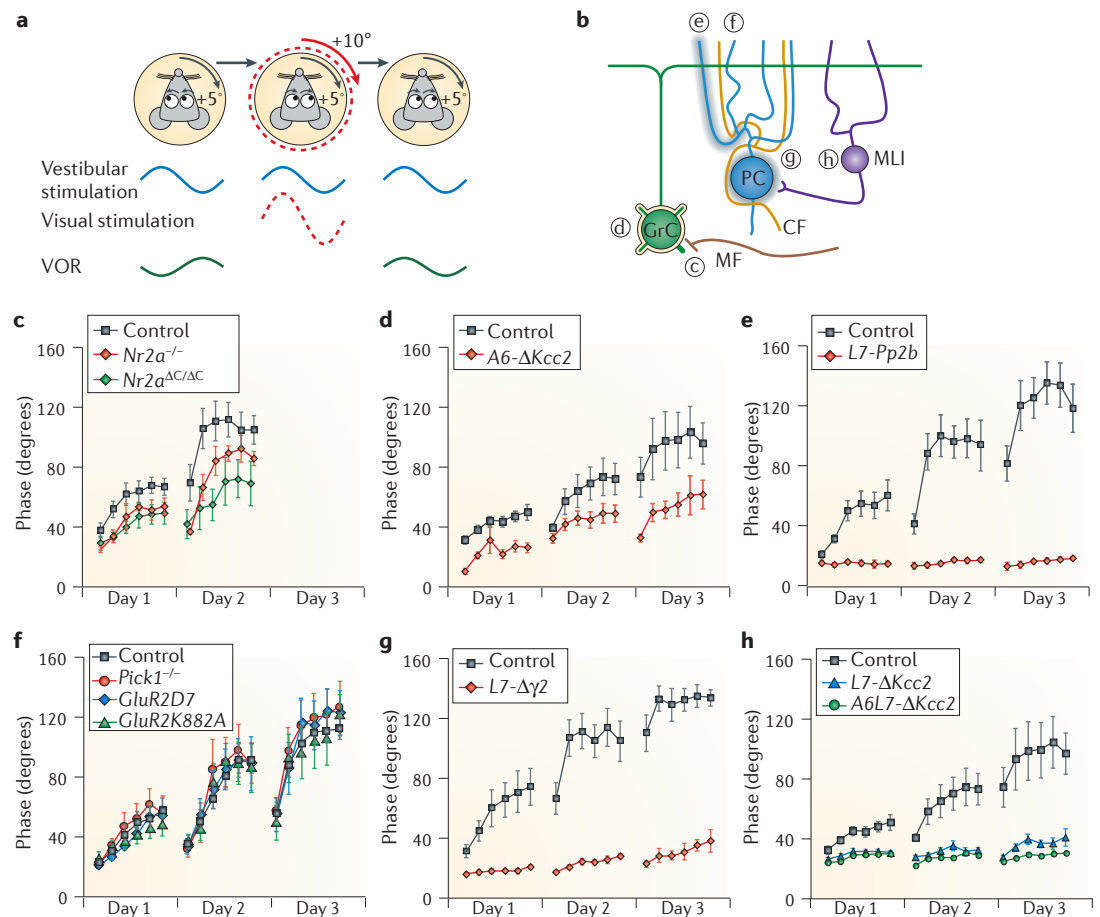 a
+10°
+5°
+5°
+5°
Vestibular
stimulation
Visual stimulation
VOR
b
e
f
g
h
MLI
PC
CF
d
GrC
c
MF
c
Control
Nr2a−/−
Nr2aΔC/ΔC
160
120
80
40
0
Phase (degrees)
Day 1
Day 2
Day 3
d
Control
A6-ΔKcc2
160
120
80
40
0
Phase (degrees)
Day 1
Day 2
Day 3
e
Control
L7-Pp2b
160
120
80
40
0
Phase (degrees)
Day 1
Day 2
Day 3
f
Control
Pick1−/−
GluR2D7
GluR2K882A
160
120
80
40
0
Phase (degrees)
Day 1
Day 2
Day 3
g
Control
L7-Δγ2
160
120
80
40
0
Phase (degrees)
Day 1
Day 2
Day 3
h
Control
L7-ΔKcc2
A6L7-ΔKcc2
160
120
80
40
0
Phase (degrees)
Day 1
Day 2
Day 3